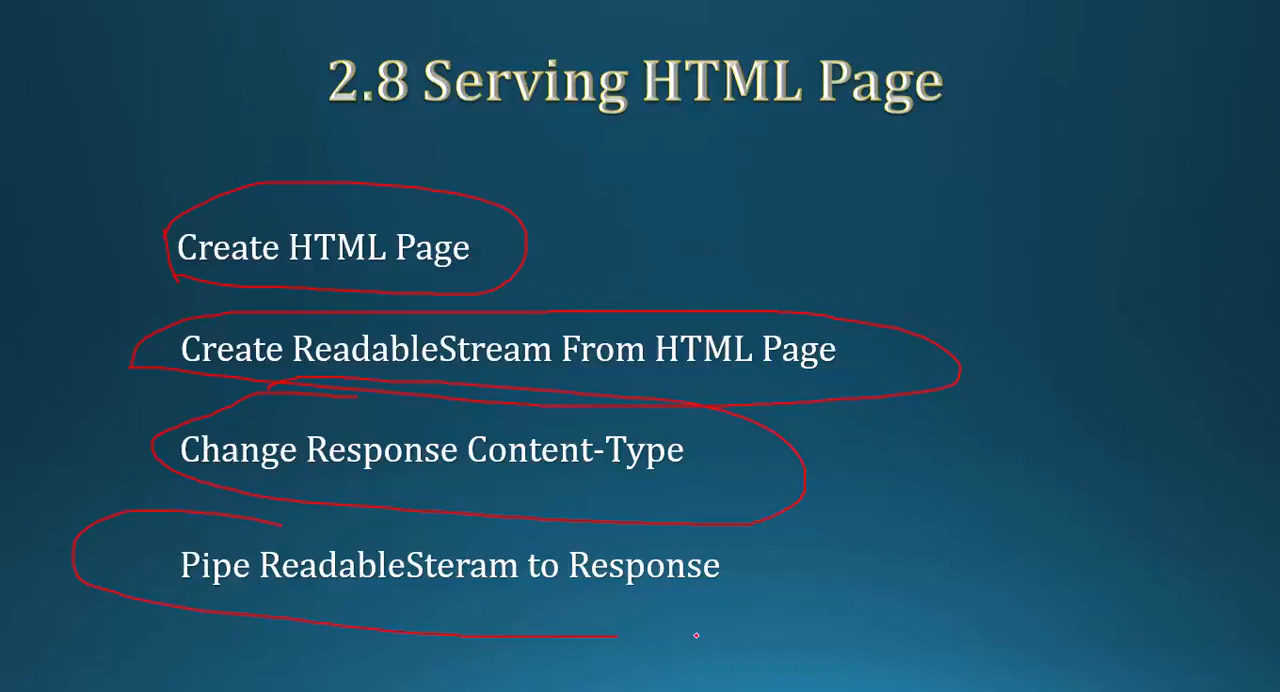 2.8 Serving HTML Page
Create HTML Page
Create ReadableStream From HTML Page
Change Response Content-Type
Pipe ReadableSteram to Response